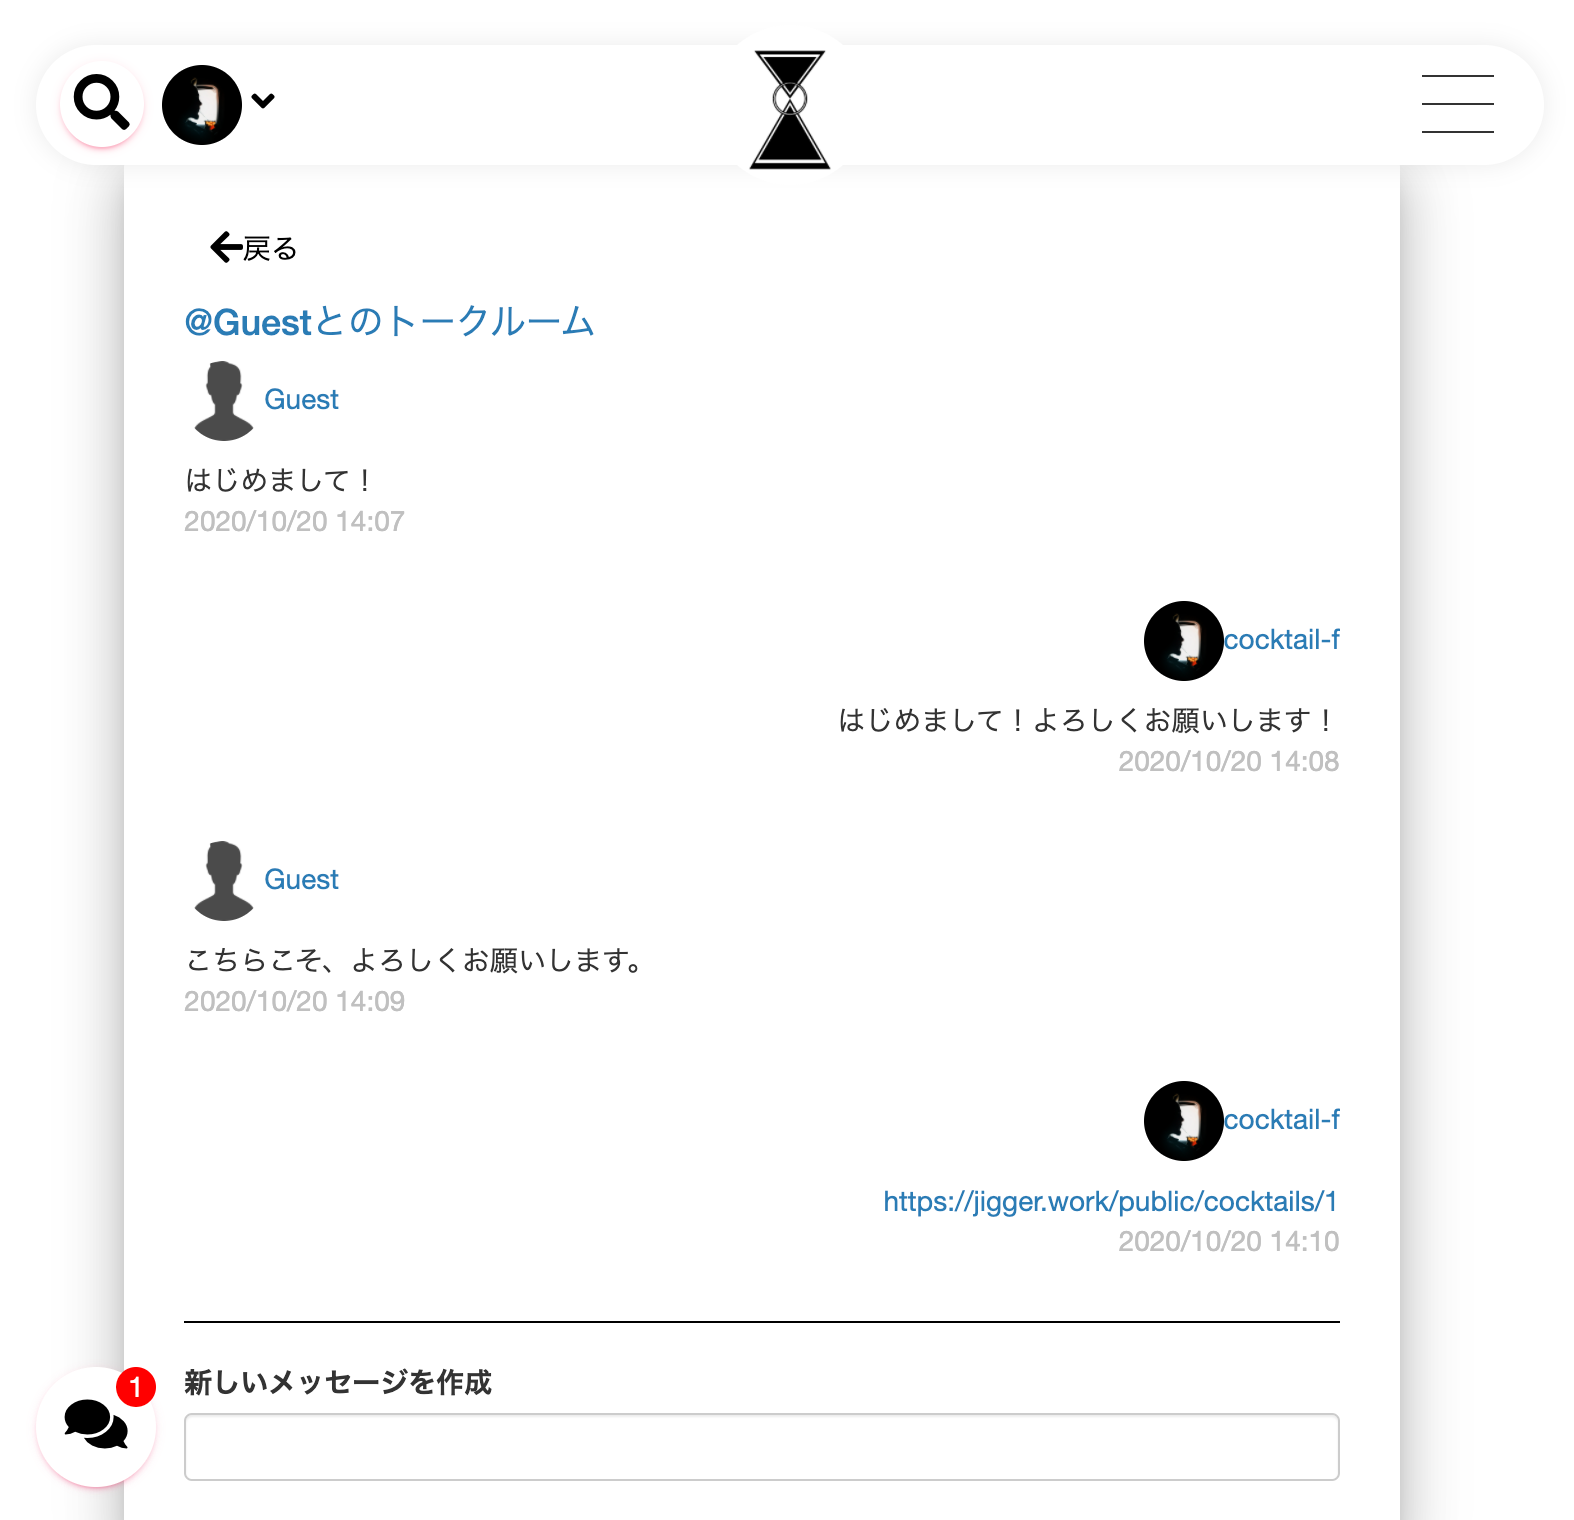 戻る
@Guestとのトークルーム
Guest
はじめまして！
2020/10/20 14:07
cocktail-f
はじめまして！よろしくお願いします！
2020/10/20 14:08
Guest
こちらこそ、よろしくお願いします。
2020/10/20 14:09
cocktail-f
https://jigger.work/public/cocktails/1
2020/10/20 14:10
1
新しいメッセージを作成